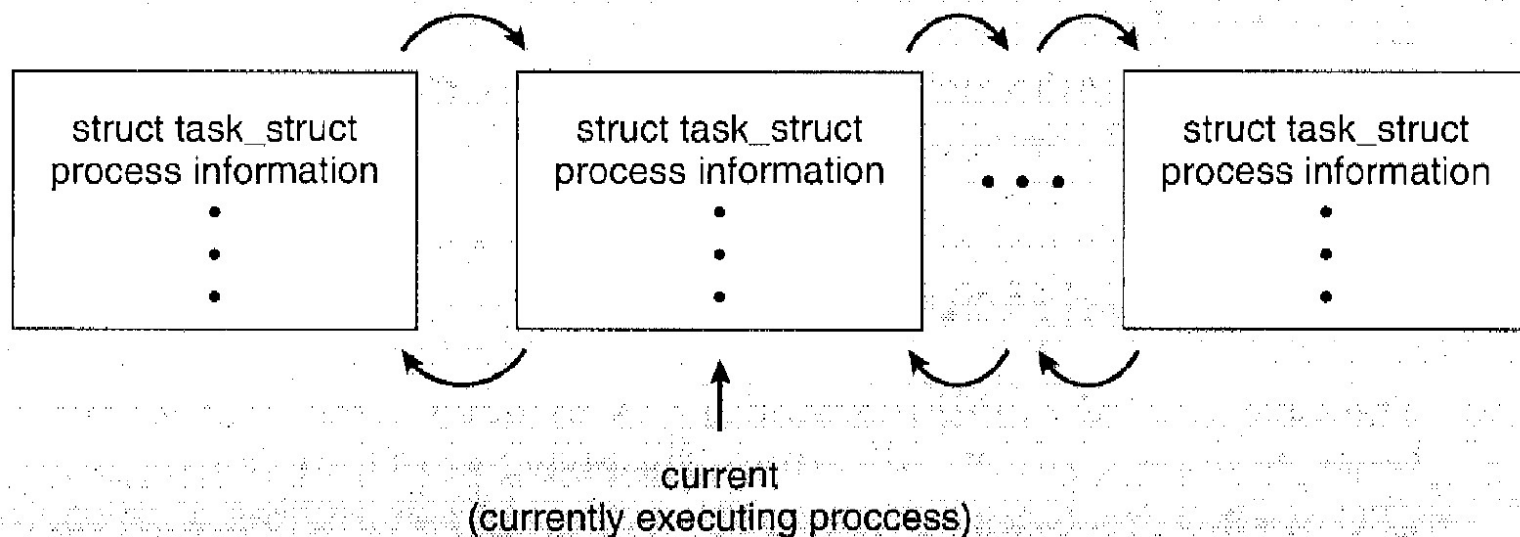 struct task_struct
process information
struct task_struct
process information
struct task_struct
process information
current
(currently executing proccess)